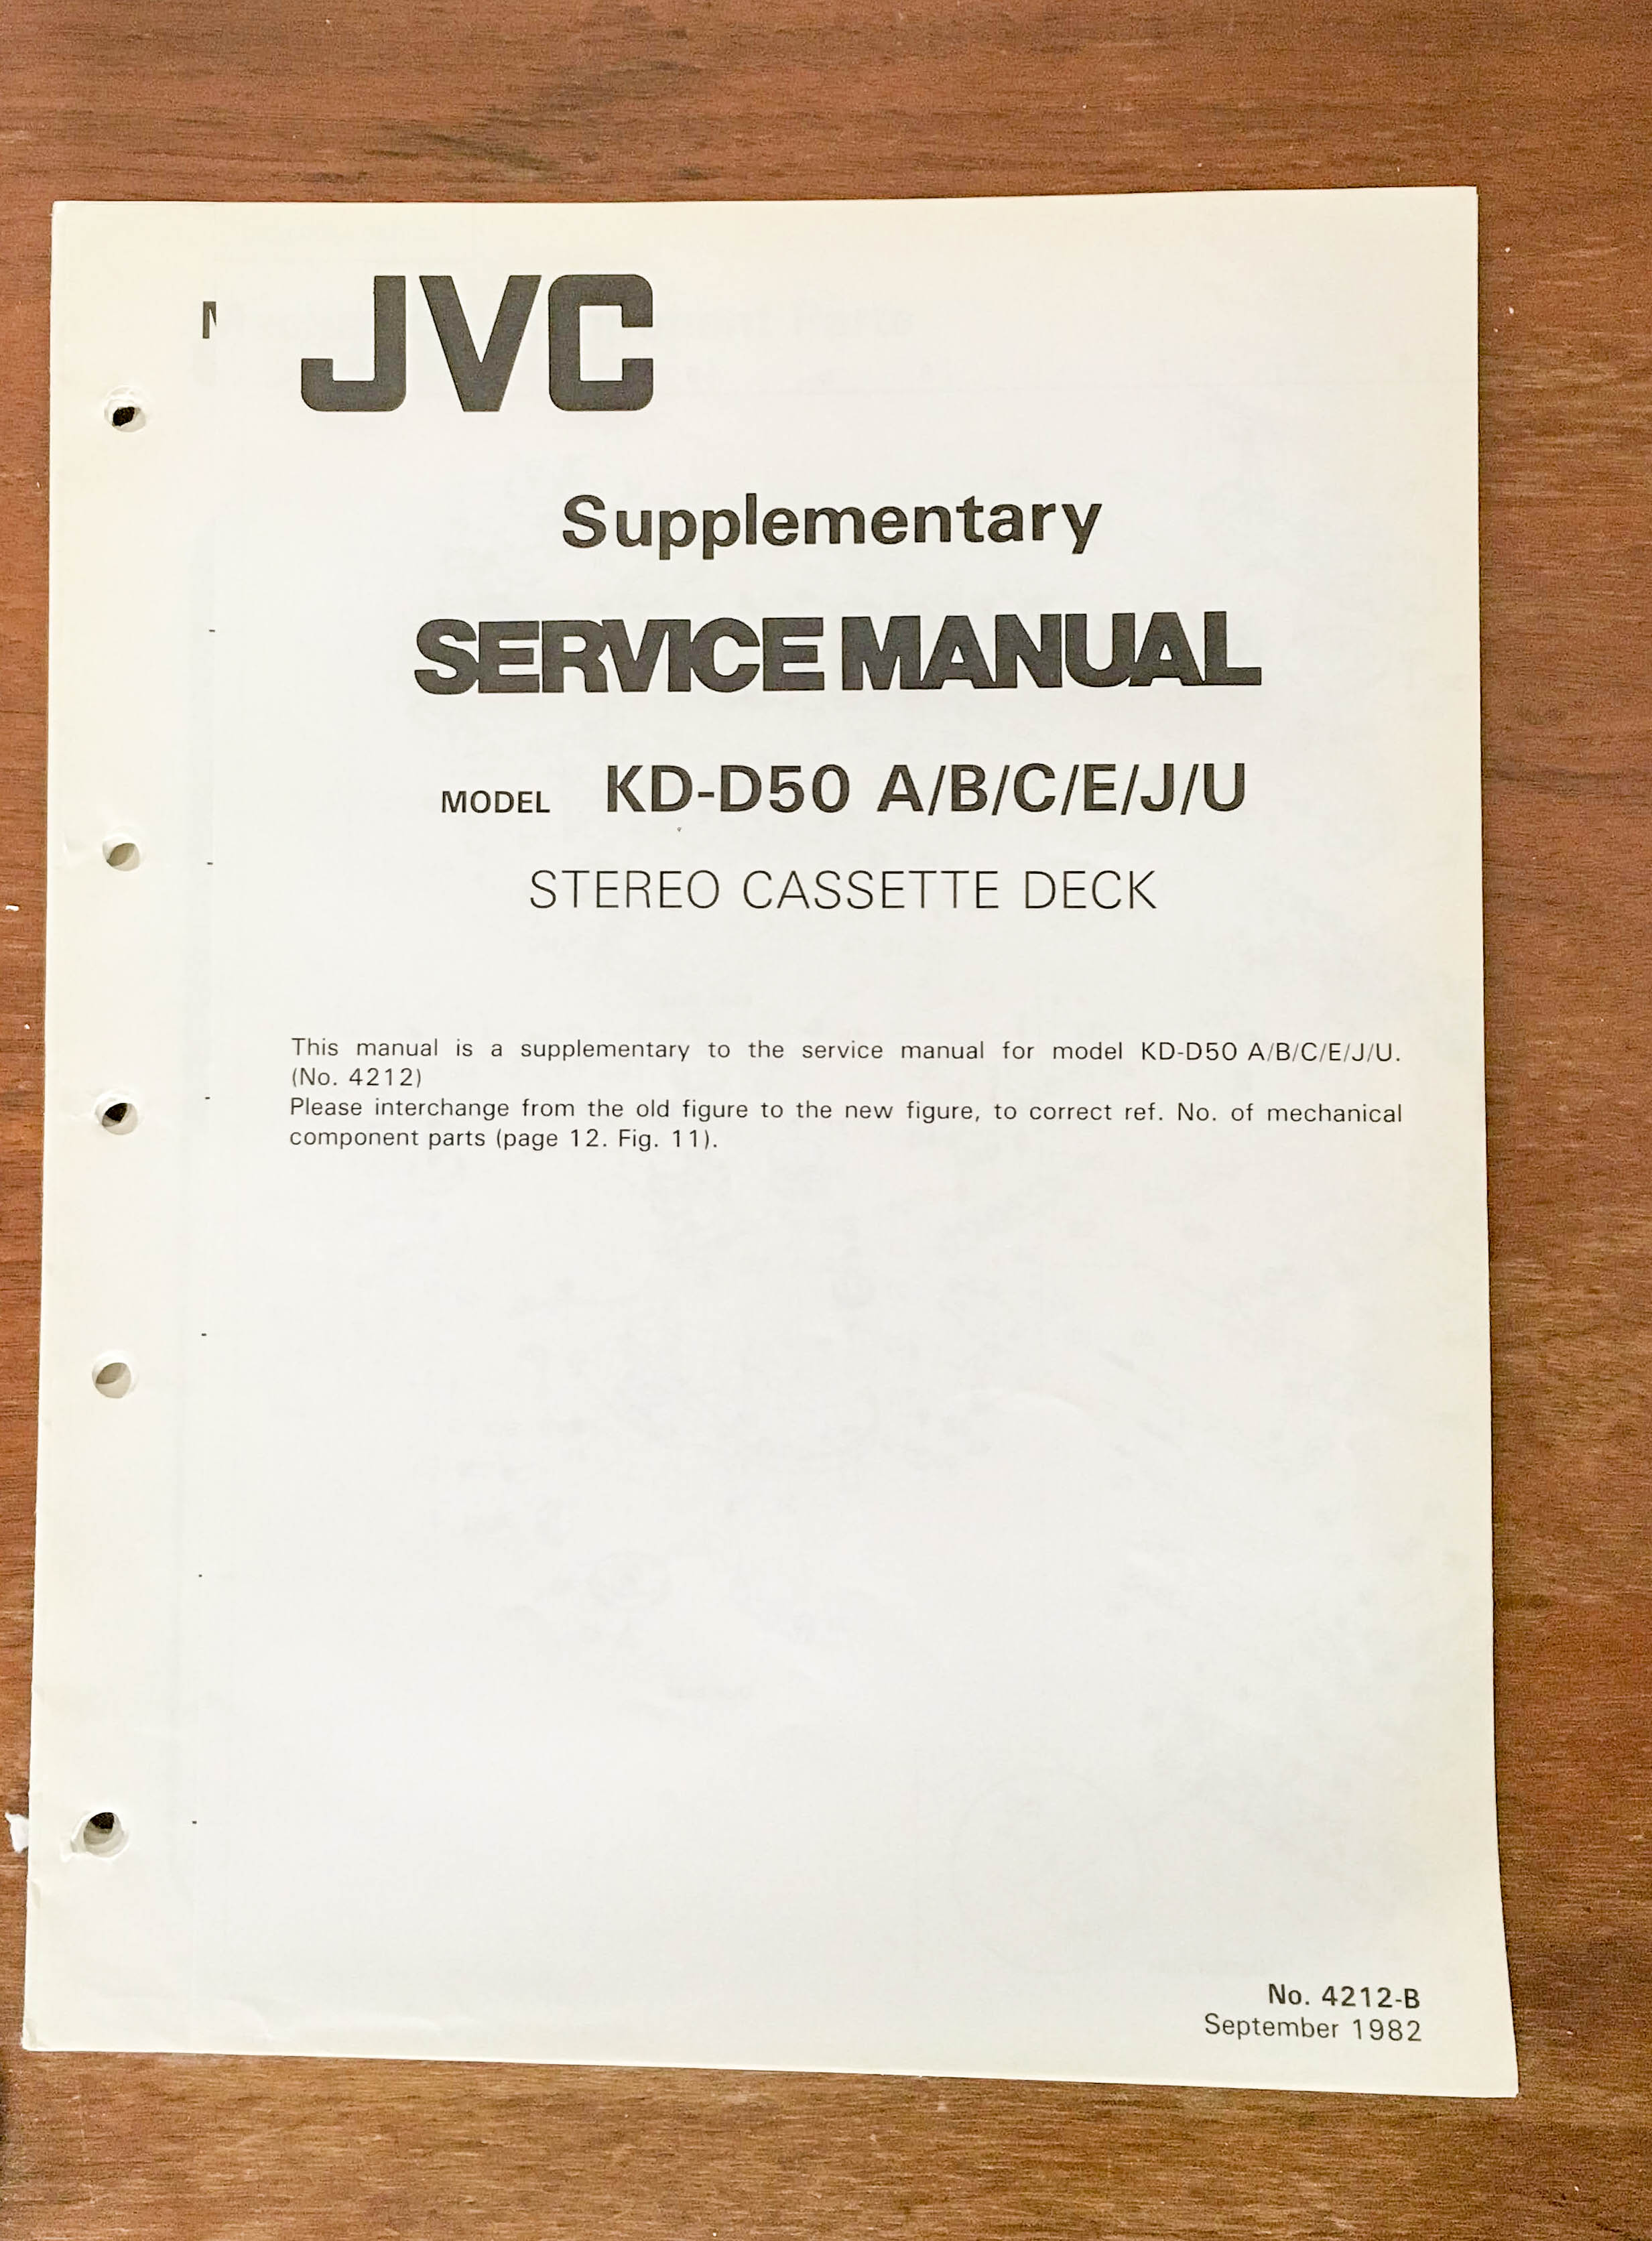 JVC
Supplementary
SERVICE MANUAL
MODEL KD-D50 A/B/C/E/J/U
STEREO CASSETTE DECK
This manual is a supplementary to the service manual for model KD-D50 A/B/C/E/J/U.
(No. 4212)
Please interchange from the old figure to the new figure, to correct ref. No. of mechanical
component parts (page 12. Fig. 11).
No. 4212-B
September 1982